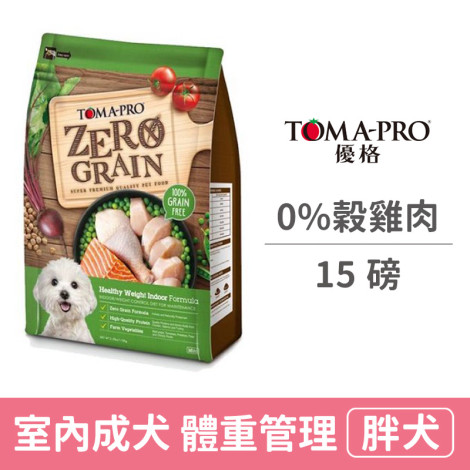 TOMA-PRO
ZERO
GRAIN
SUPER PREMIUM QUALITY PET FOOD
100%
GRAIN
FREE
Healthy Weight Indoor Formula
Zero Grain Formula
High-Quality Protein
Farm Vegetables
TOMA-PRO®
優格
0%穀雞肉
15 磅
室內成犬 體重管理 胖犬